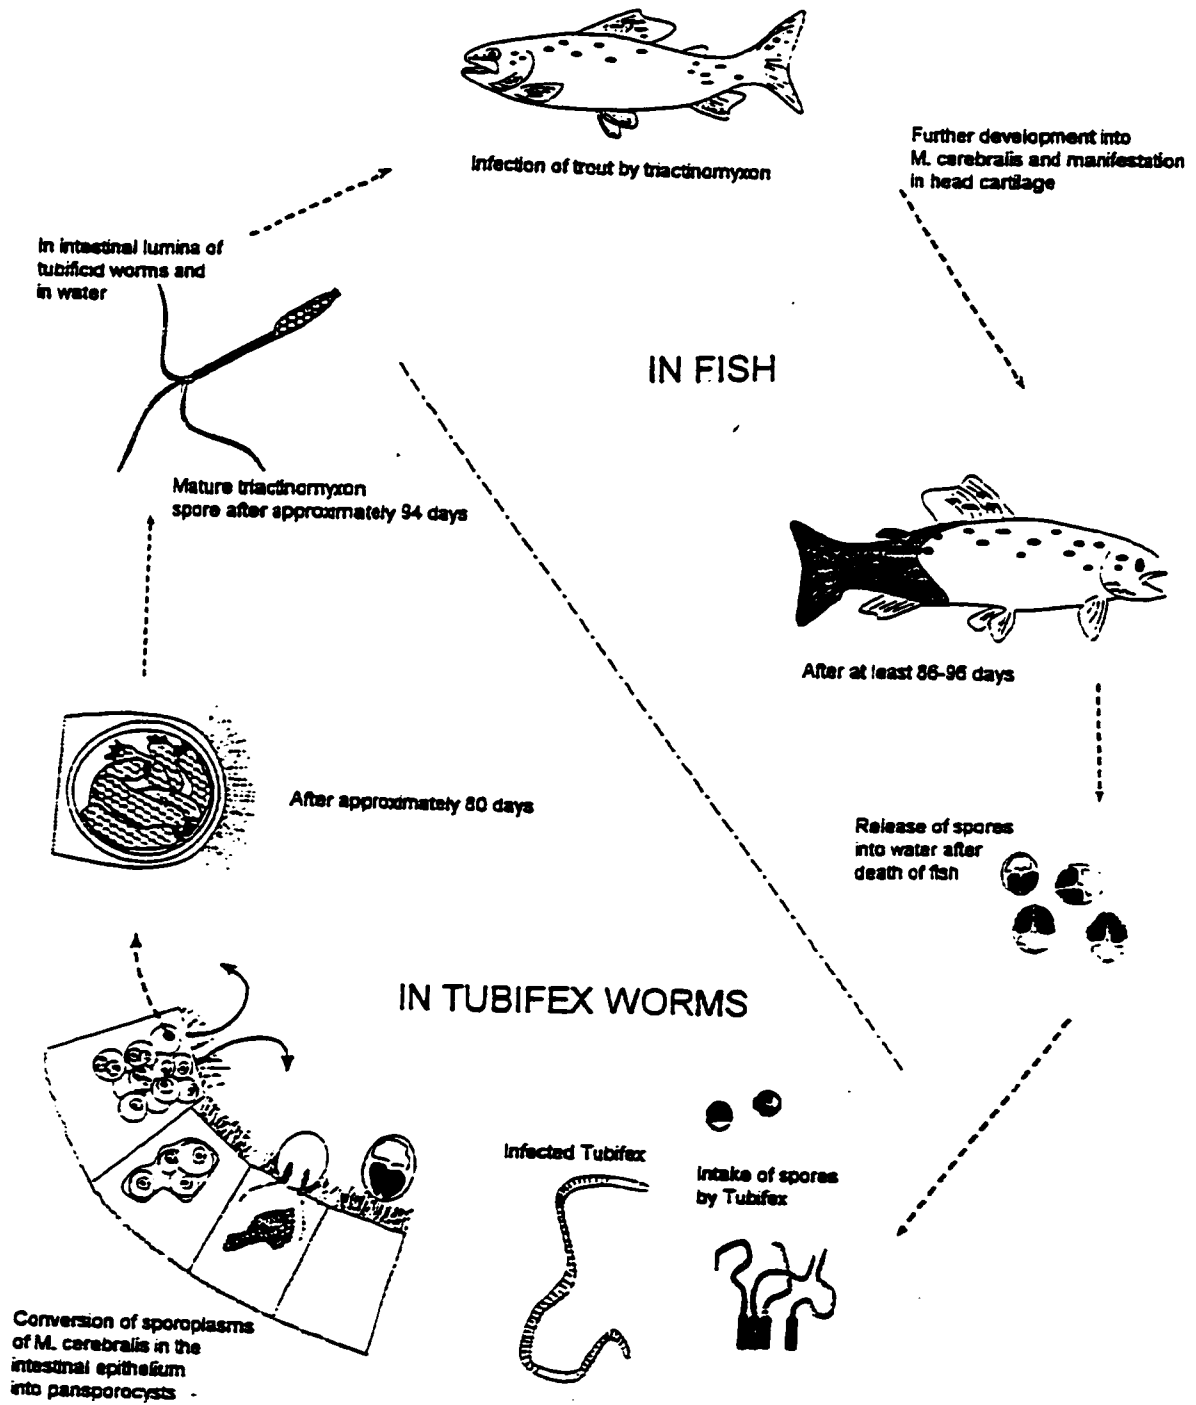 Infection of trout by triactinomyxon
Further development into
M. cerebralis and manifestation
in head cartilage
In intestinal lumina of
tubificid worms and
in water
IN FISH
Mature triactinomyxon
spore after approximately 94 days
After at least 86-96 days
After approximately 80 days
Release of spores
into water after
death of fish
IN TUBIFEX WORMS
Infected Tubifex
Intake of spores
by Tubifex
Conversion of sporoplasms
of M. cerebralis in the
intestinal epithelium
into pansporocysts